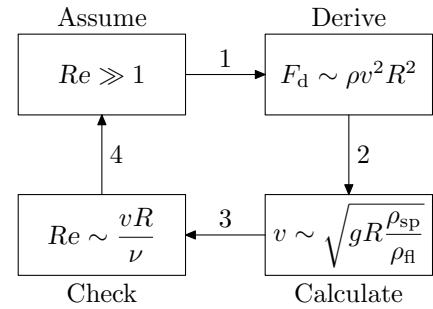 Assume Derive
Re ≫ 1 1 F_d ∼ ρv²R²
4 2
Re ∼ vR/ν 3 v ∼ √(gR ρ_sp/ρ_fl)
Check Calculate